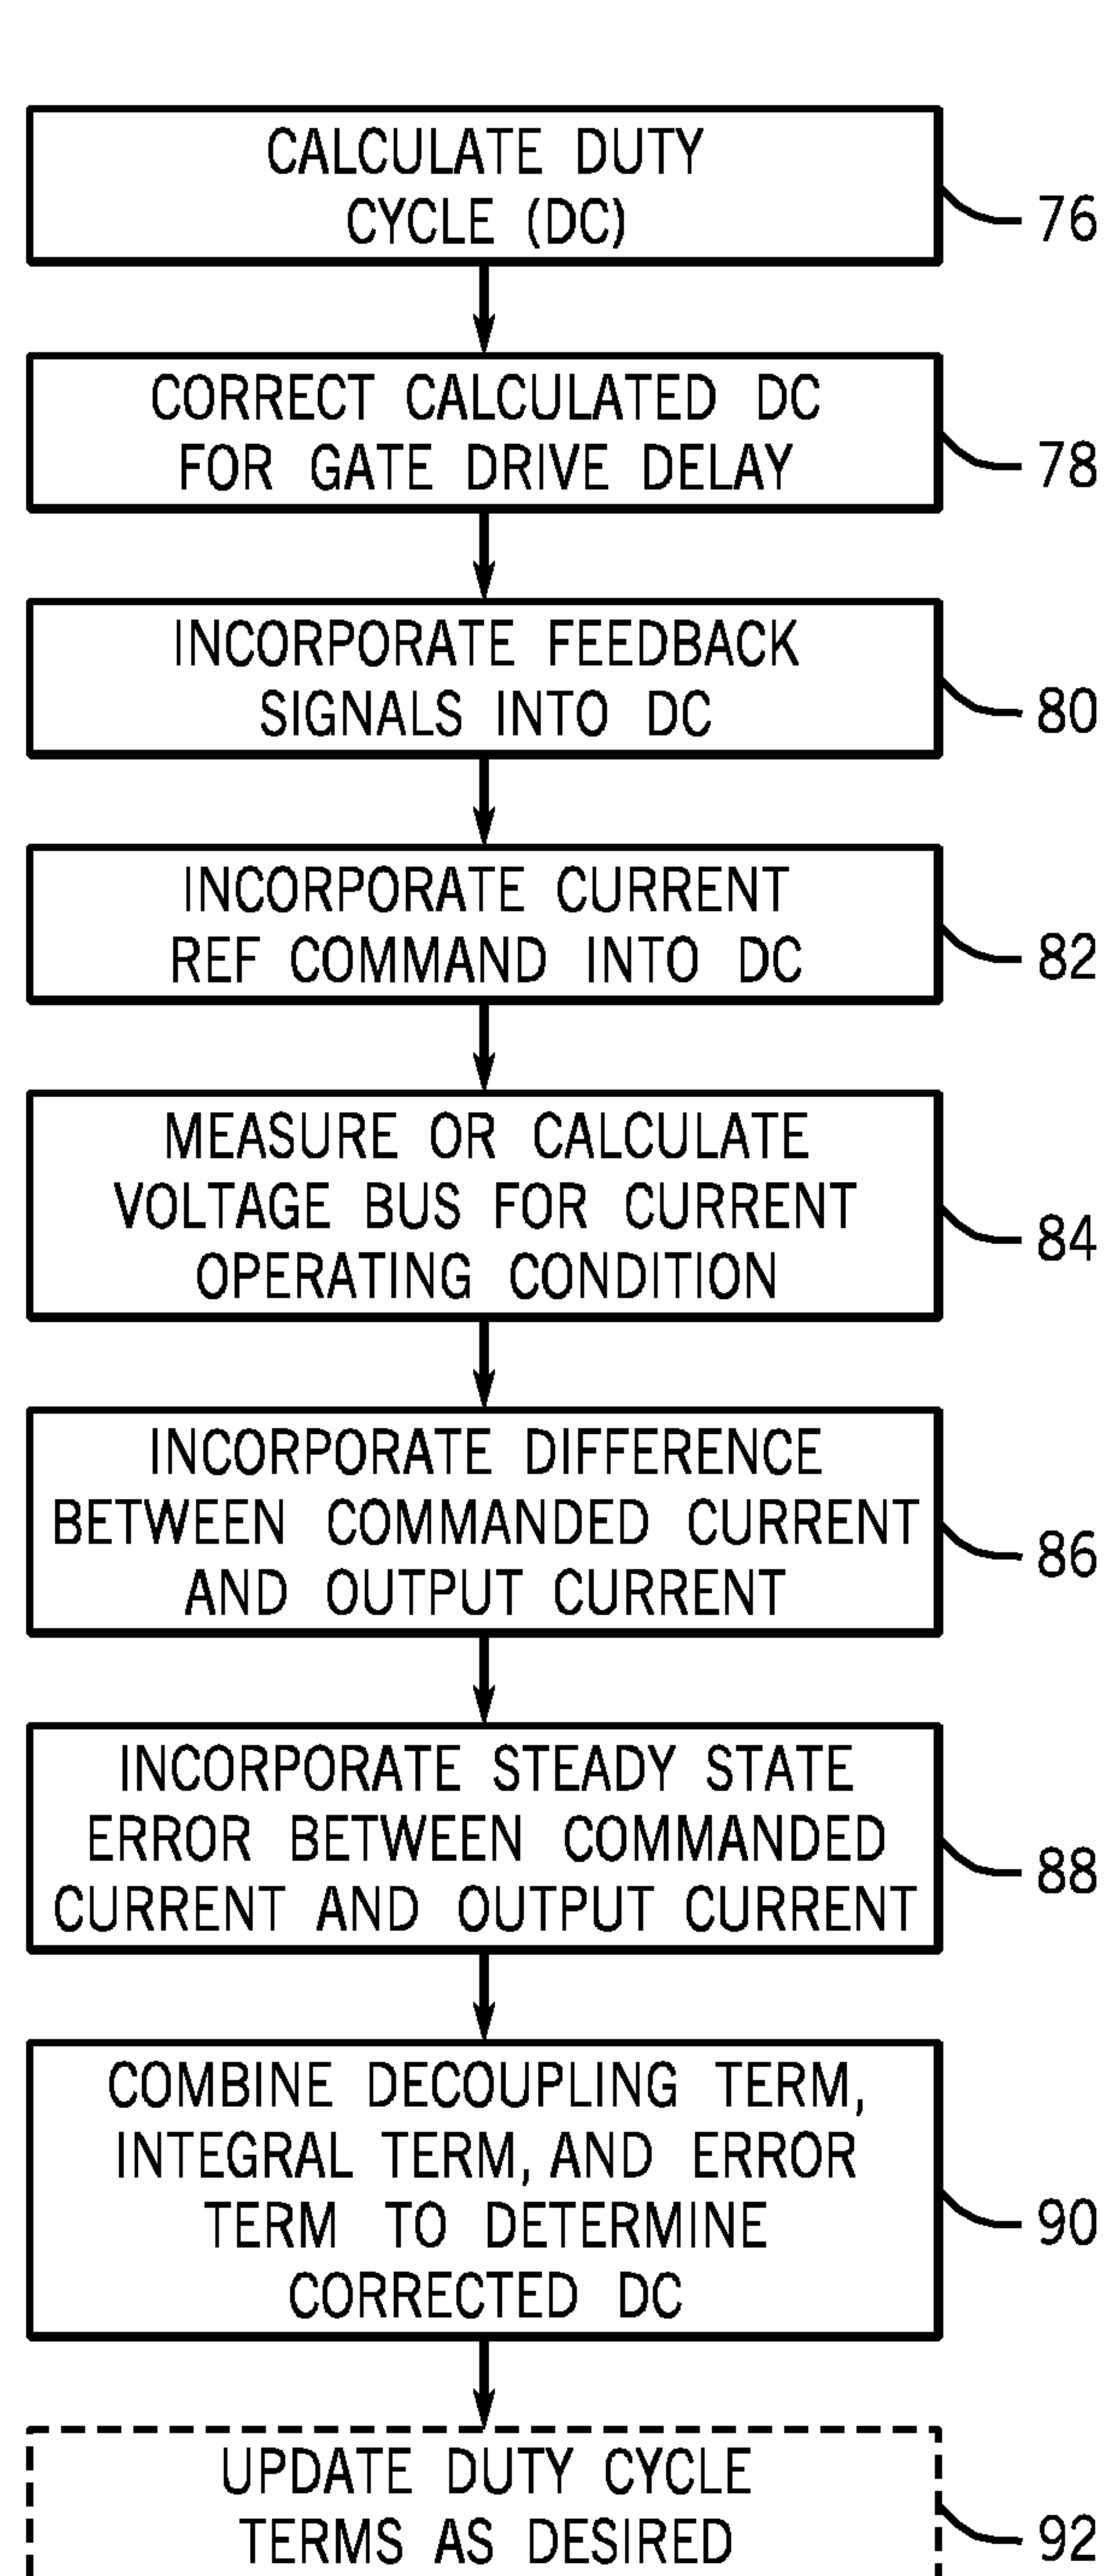 CALCULATE DUTY
CYCLE (DC)
76
CORRECT CALCULATED DC
FOR GATE DRIVE DELAY
78
INCORPORATE FEEDBACK
SIGNALS INTO DC
80
INCORPORATE CURRENT
REF COMMAND INTO DC
82
MEASURE OR CALCULATE
VOLTAGE BUS FOR CURRENT
OPERATING CONDITION
84
INCORPORATE DIFFERENCE
BETWEEN COMMANDED CURRENT
AND OUTPUT CURRENT
86
INCORPORATE STEADY STATE
ERROR BETWEEN COMMANDED
CURRENT AND OUTPUT CURRENT
88
COMBINE DECOUPLING TERM,
INTEGRAL TERM, AND ERROR
TERM TO DETERMINE
CORRECTED DC
90
UPDATE DUTY CYCLE
TERMS AS DESIRED
92